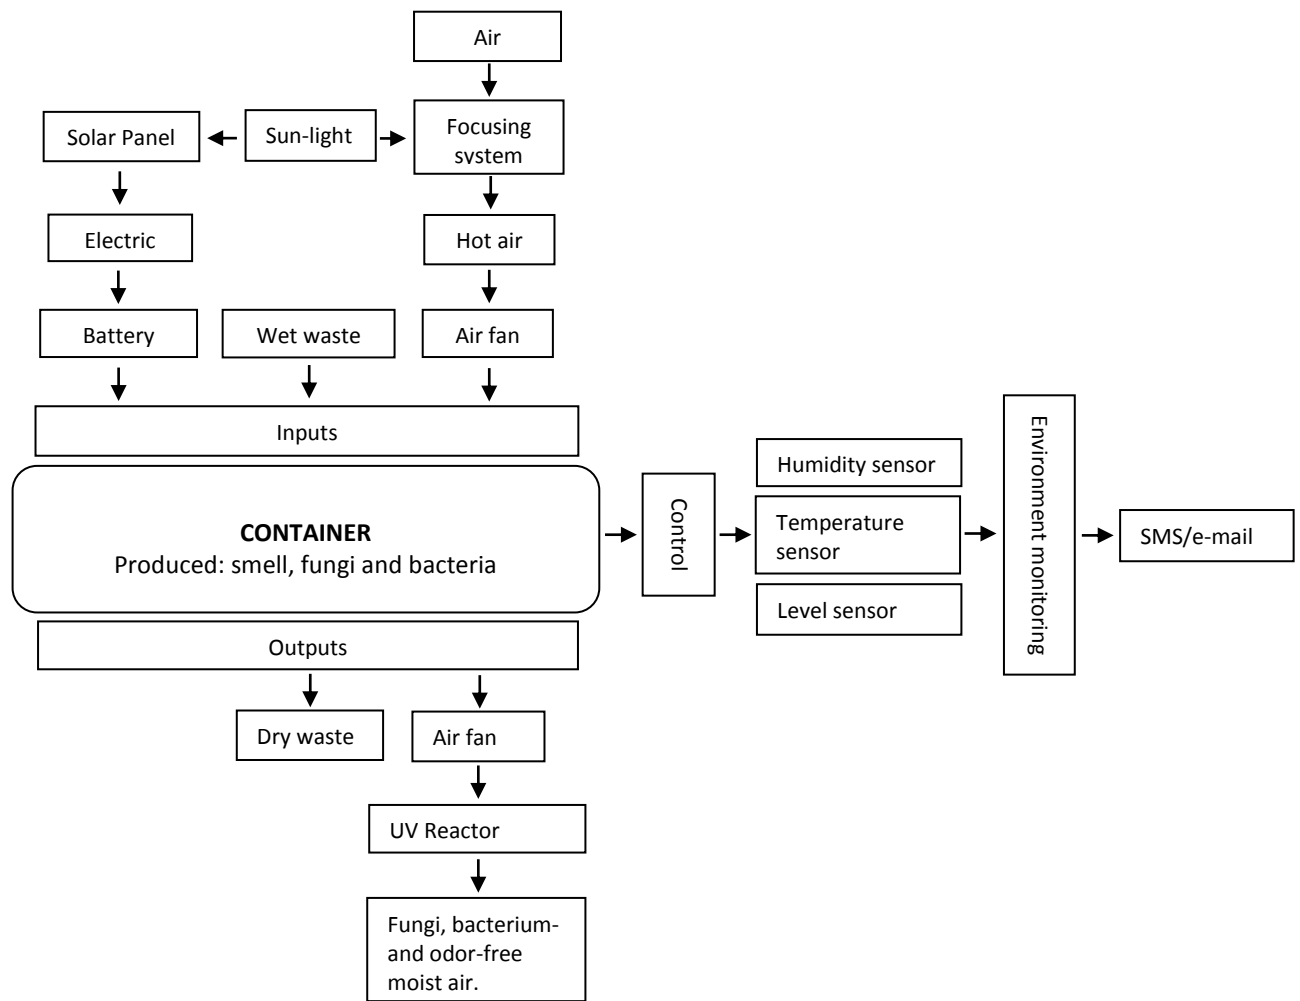 Air
Solar Panel
Sun-light
Focusing
system
Electric
Hot air
Battery
Wet waste
Air fan
Inputs
CONTAINER
Produced: smell, fungi and bacteria
Control
Humidity sensor
Temperature
sensor
Level sensor
Environment monitoring
SMS/e-mail
Outputs
Dry waste
Air fan
UV Reactor
Fungi, bacterium-
and odor-free
moist air.